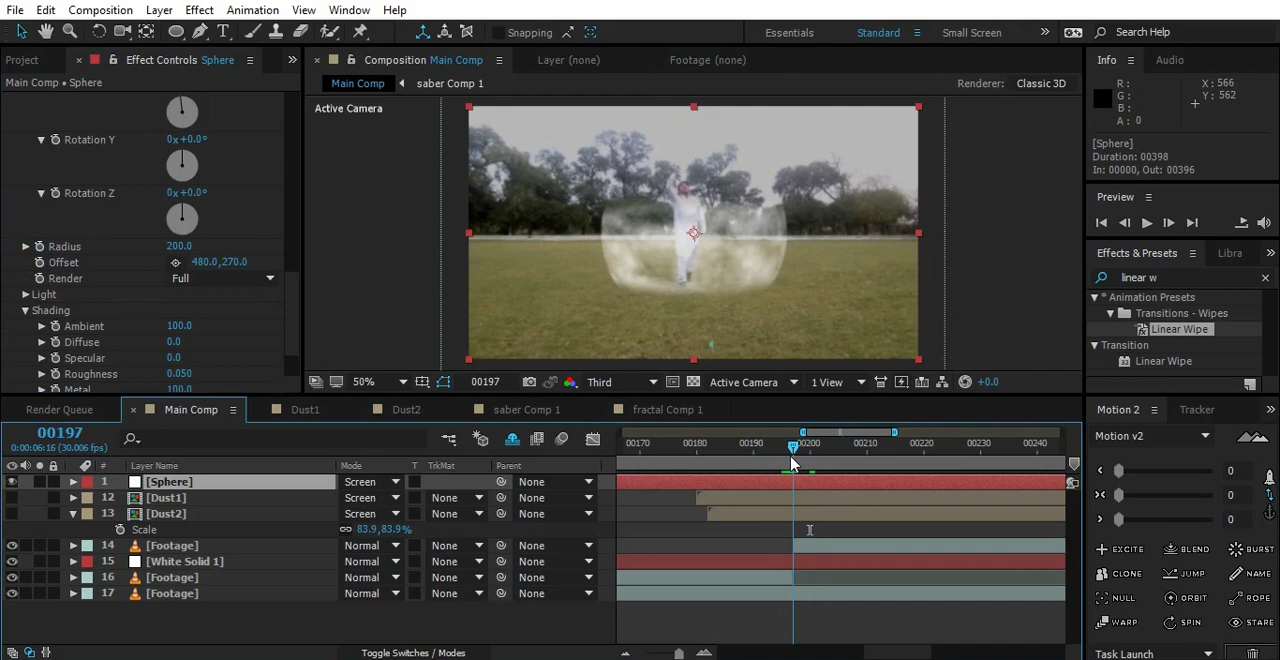 File Edit Composition Layer Effect Animation View Window Help
Snapping Essentials Standard Small Screen Search Help
Project Effect Controls Sphere Composition Main Comp Layer (none) Footage (none) Info Audio
Main Comp • Sphere Main Comp saber Comp 1 Renderer: Classic 3D
R: X: 566
G: Y: 562
B:
A: 0
Active Camera
Rotation Y 0x+0.0°
[Sphere]
Duration: 00398
In: 00000, Out: 00396
Rotation Z 0x+0.0°
Preview
Radius 200.0
Offset 480.0,270.0
Effects & Presets Libra
Render Full
linear w
Light
* Animation Presets
Shading
Transitions - Wipes
Ambient 100.0
Linear Wipe
Diffuse 0.0
Transition
Specular 0.0
Linear Wipe
Roughness 0.050
Metal 100.0
50% 00197 Third Active Camera 1 View +0.0
Render Queue Main Comp Dust1 Dust2 saber Comp 1 fractal Comp 1 Motion 2 Tracker
00197
0:00:06:16 (30.006 fps)
00170 00180 00190 00200 00210 00220 00230 00240
Motion v2
# Layer Name Mode T TrkMat Parent
1 [Sphere] Screen None
12 [Dust1] Screen None None
13 [Dust2] Screen None None
Scale 83.9,83.9%
14 [Footage] Normal None None
15 [White Solid 1] Normal None None
16 [Footage] Normal None None
17 [Footage] Normal None None
0
0
0
EXCITE BLEND BURST
CLONE JUMP NAME
NULL ORBIT ROPE
WARP SPIN STARE
Toggle Switches / Modes
Task Launch